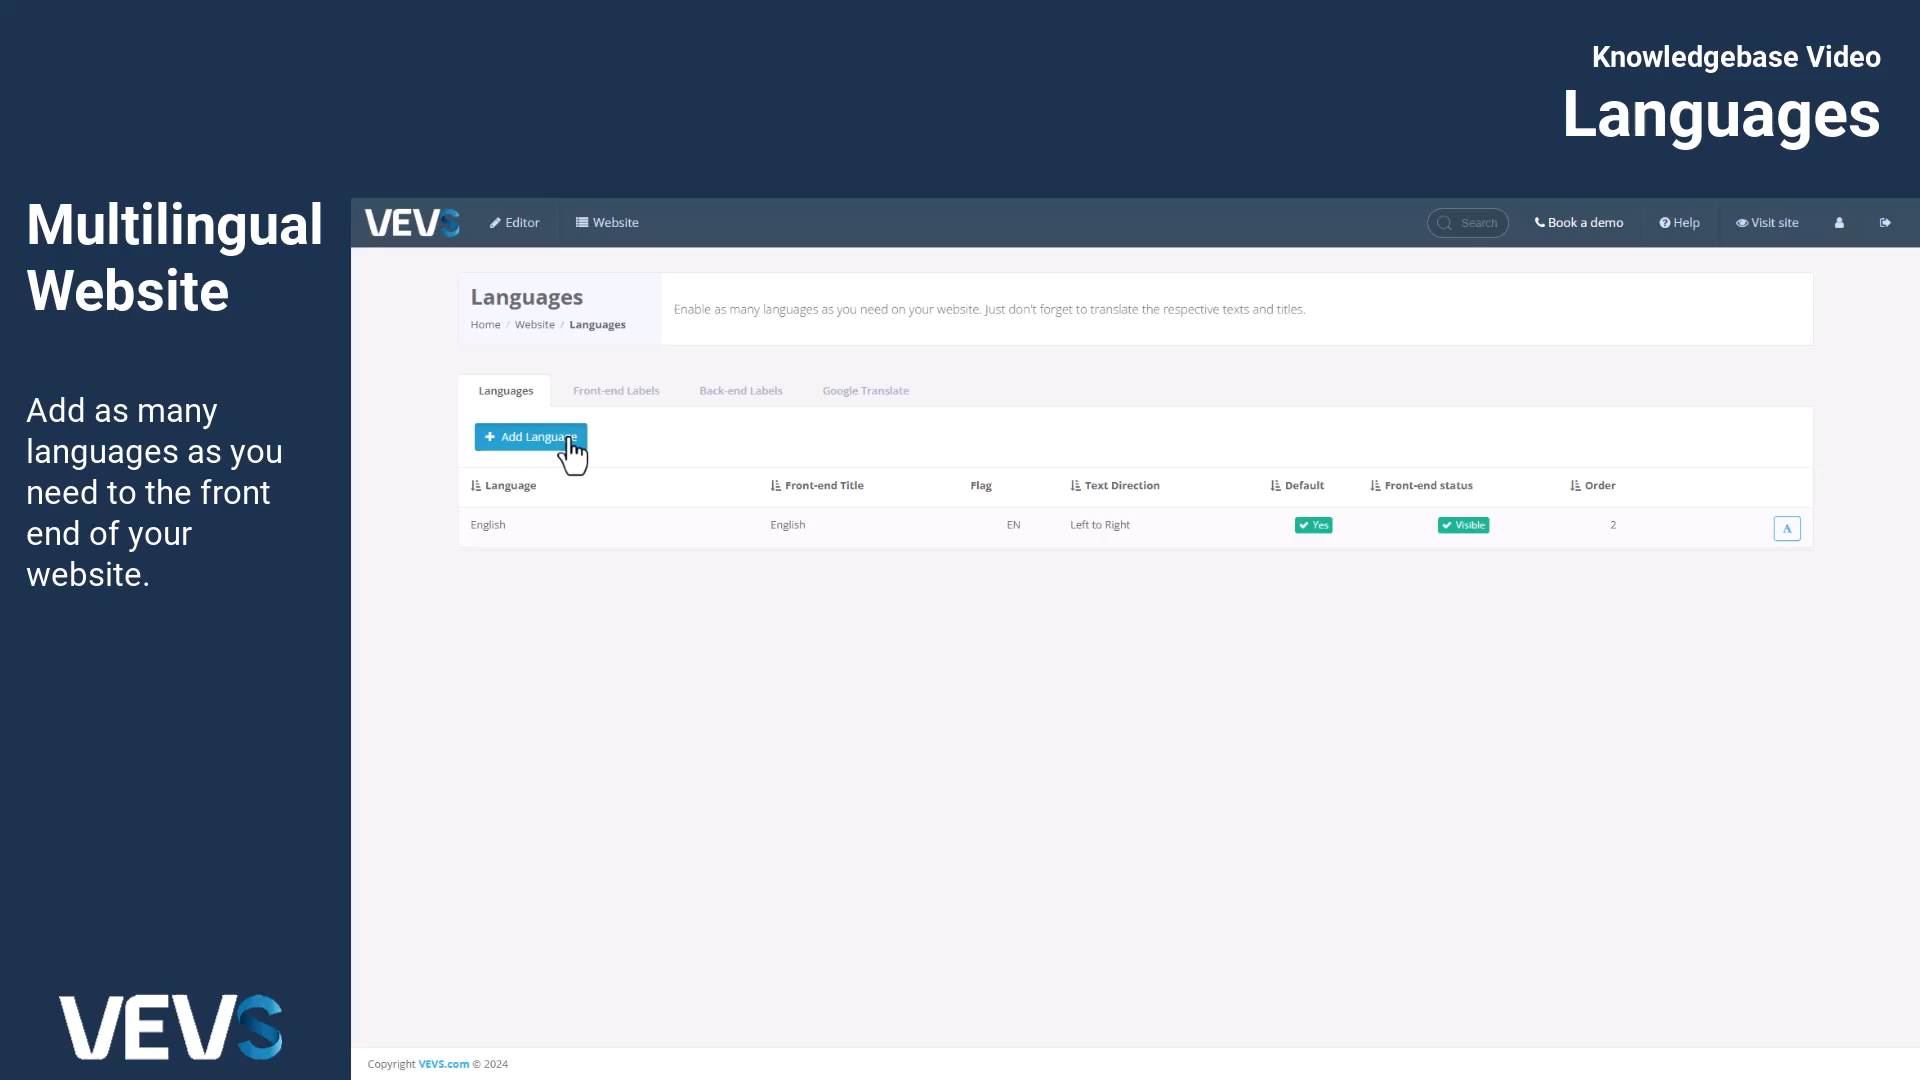 Knowledgebase Video
Languages
Multilingual
Website
Add as many
languages as you
need to the front
end of your
website.
VEVS
VEVS Editor Website Search Book a demo Help Visit site
Languages
Home / Website / Languages
Enable as many languages as you need on your website. Just don't forget to translate the respective texts and titles.
Languages Front-end Labels Back-end Labels Google Translate
+ Add Language
Language Front-end Title Flag Text Direction Default Front-end status Order
English English EN Left to Right Yes Visible 2 A
Copyright VEVS.com © 2024